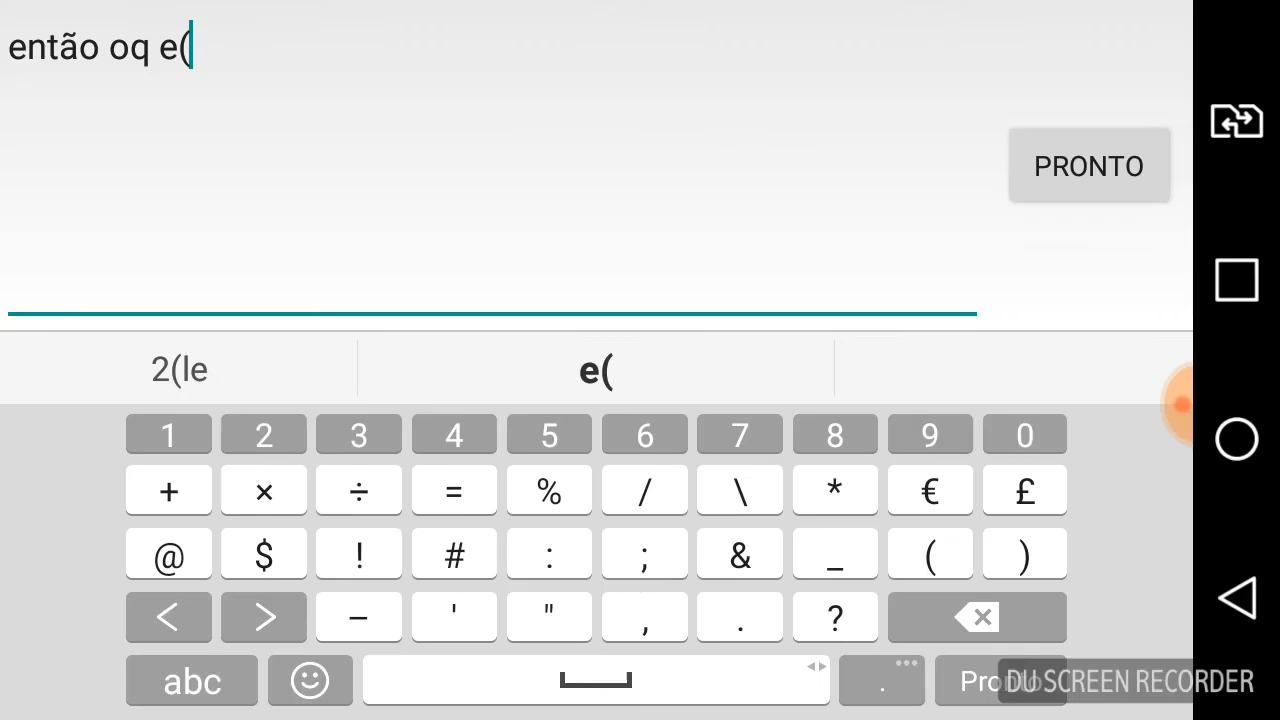 então oq e(
PRONTO
2(le
e(
1 2 3 4 5 6 7 8 9 0
+ × ÷ = % / \ * € £
@ $ ! # : ; & _ ( )
< > – ' " , . ?
abc . Pronto
DU SCREEN RECORDER